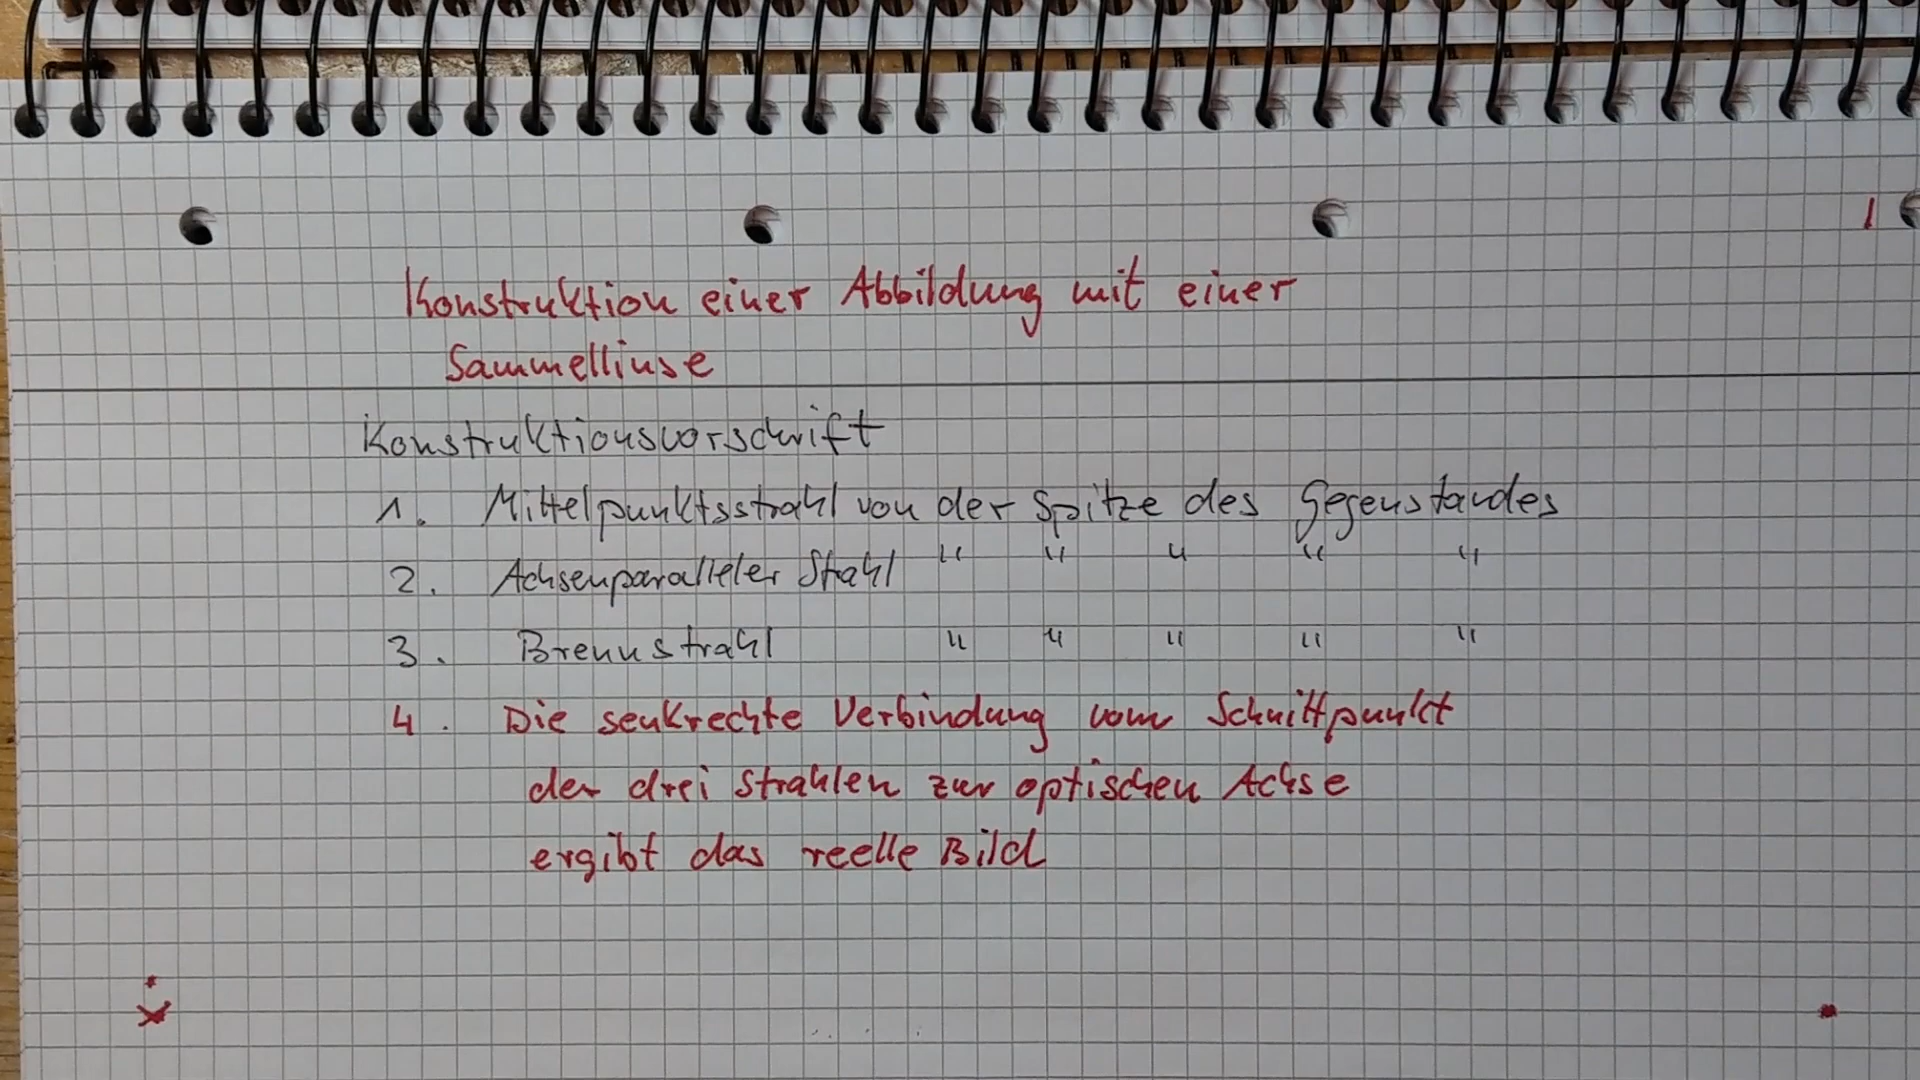 Konstruktion einer Abbildung mit einer
Sammellinse
Konstruktionsvorschrift
1. Mittelpunktsstrahl von der Spitze des Gegenstandes
2. Achsenparalleler Strahl " " " " "
3. Brennstrahl " " " " "
4. Die senkrechte Verbindung vom Schnittpunkt
der drei Strahlen zur optischen Achse
ergibt das reelle Bild